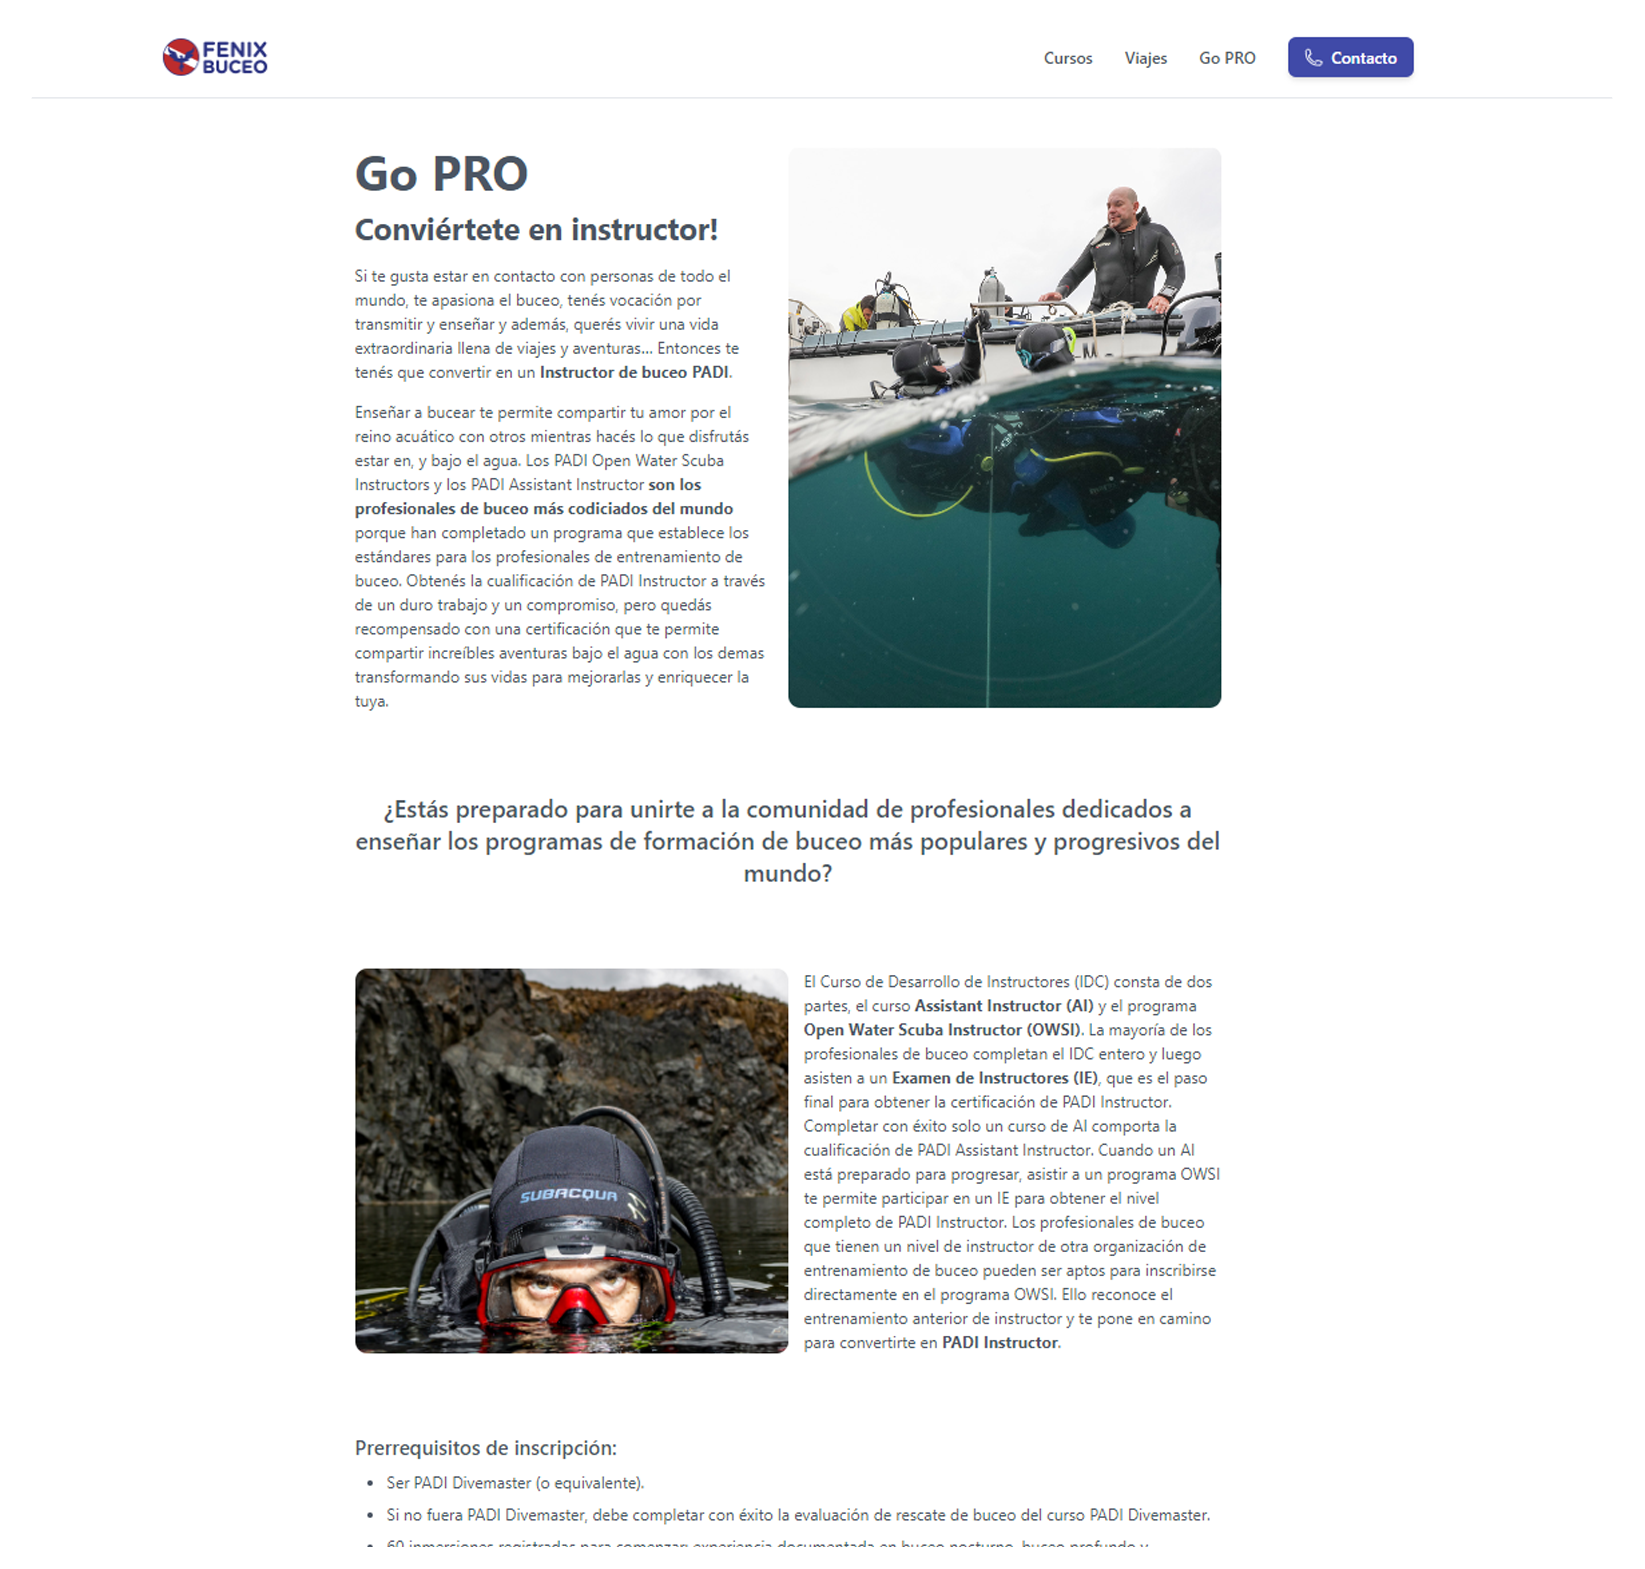 FENIX
BUCEO
Cursos
Viajes
Go PRO
Contacto
Go PRO
Conviértete en instructor!
Si te gusta estar en contacto con personas de todo el
mundo, te apasiona el buceo, tenés vocación por
transmitir y enseñar y además, querés vivir una vida
extraordinaria llena de viajes y aventuras... Entonces te
tenés que convertir en un Instructor de buceo PADI.
Enseñar a bucear te permite compartir tu amor por el
reino acuático con otros mientras hacés lo que disfrutás
estar en, y bajo el agua. Los PADI Open Water Scuba
Instructors y los PADI Assistant Instructor son los
profesionales de buceo más codiciados del mundo
porque han completado un programa que establece los
estándares para los profesionales de entrenamiento de
buceo. Obtenés la cualificación de PADI Instructor a través
de un duro trabajo y un compromiso, pero quedás
recompensado con una certificación que te permite
compartir increíbles aventuras bajo el agua con los demas
transformando sus vidas para mejorarlas y enriquecer la
tuya.
¿Estás preparado para unirte a la comunidad de profesionales dedicados a
enseñar los programas de formación de buceo más populares y progresivos del
mundo?
SUBACQUA
El Curso de Desarrollo de Instructores (IDC) consta de dos
partes, el curso Assistant Instructor (AI) y el programa
Open Water Scuba Instructor (OWSI). La mayoría de los
profesionales de buceo completan el IDC entero y luego
asisten a un Examen de Instructores (IE), que es el paso
final para obtener la certificación de PADI Instructor.
Completar con éxito solo un curso de AI comporta la
cualificación de PADI Assistant Instructor. Cuando un AI
está preparado para progresar, asistir a un programa OWSI
te permite participar en un IE para obtener el nivel
completo de PADI Instructor. Los profesionales de buceo
que tienen un nivel de instructor de otra organización de
entrenamiento de buceo pueden ser aptos para inscribirse
directamente en el programa OWSI. Ello reconoce el
entrenamiento anterior de instructor y te pone en camino
para convertirte en PADI Instructor.
Prerrequisitos de inscripción:
• Ser PADI Divemaster (o equivalente).
• Si no fuera PADI Divemaster, debe completar con éxito la evaluación de rescate de buceo del curso PADI Divemaster.
• 60 inmersiones registradas para comenzar; experiencia documentada en buceo nocturno, buceo profundo y